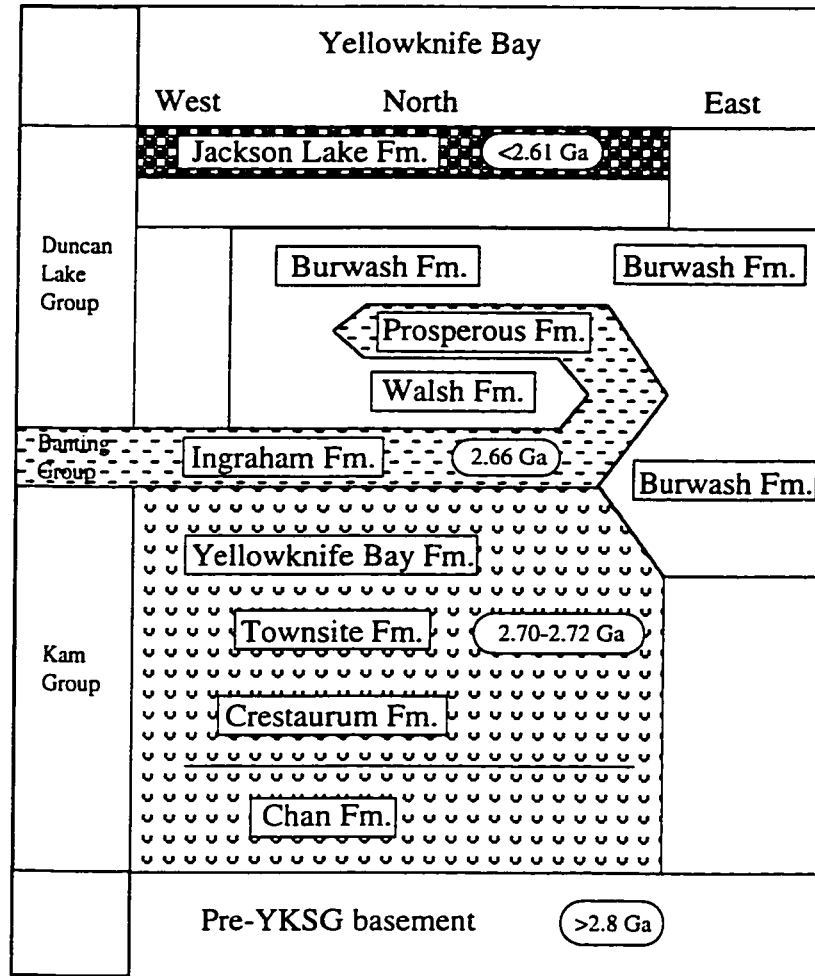 Yellowknife Bay
West North East
Jackson Lake Fm. <2.61 Ga
Duncan
Lake
Group
Burwash Fm. Burwash Fm.
Prosperous Fm.
Walsh Fm.
Banting
Group
Ingraham Fm. 2.66 Ga
Burwash Fm.
Yellowknife Bay Fm.
Townsite Fm. 2.70-2.72 Ga
Kam
Group
Crestaurum Fm.
Chan Fm.
Pre-YKSG basement >2.8 Ga